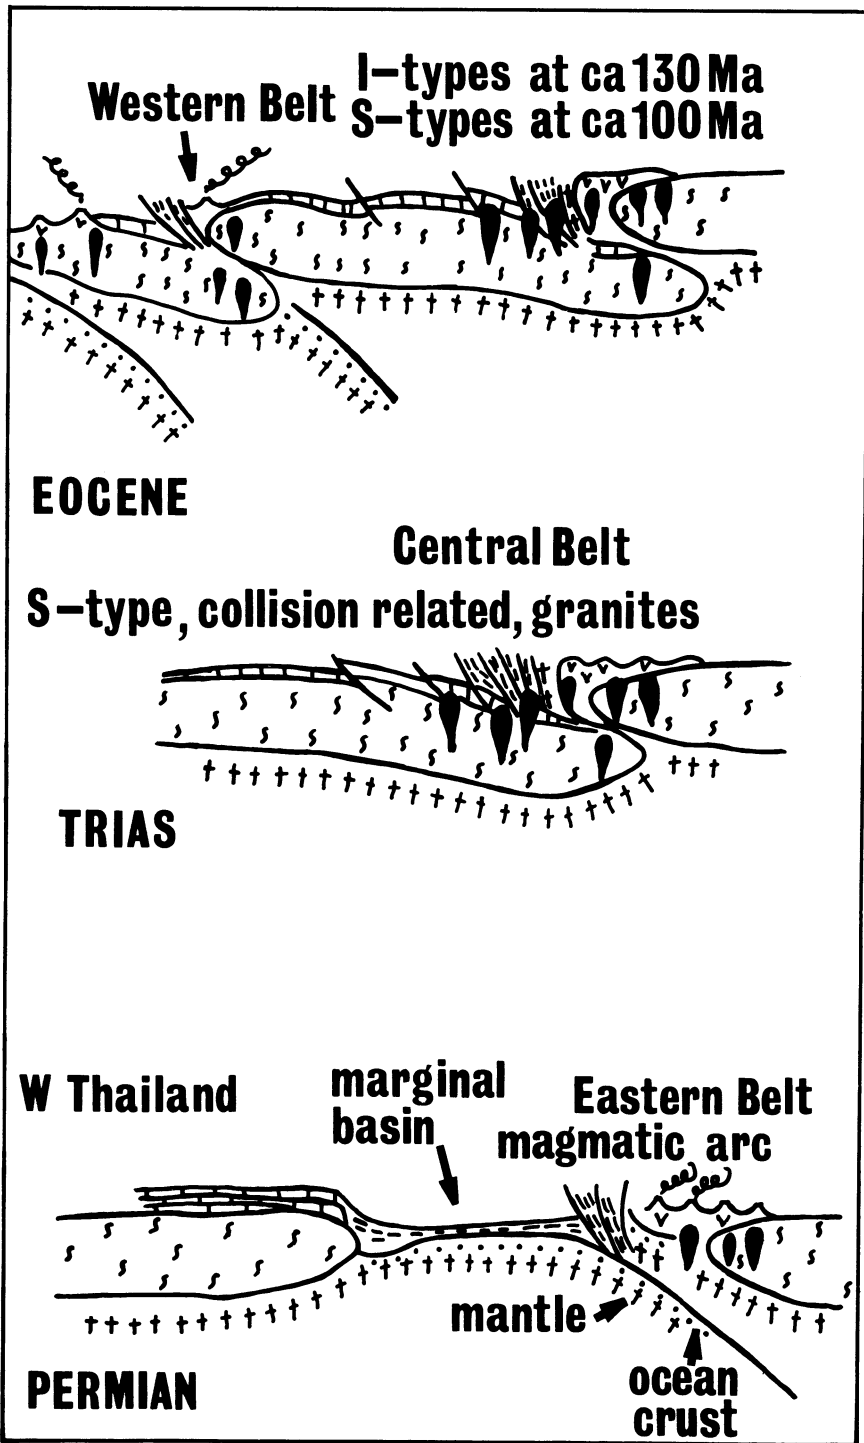 I-types at ca 130 Ma
Western Belt S-types at ca 100 Ma
EOCENE
Central Belt
S-type, collision related, granites
TRIAS
W Thailand
marginal
basin
Eastern Belt
magmatic arc
mantle
ocean
crust
PERMIAN